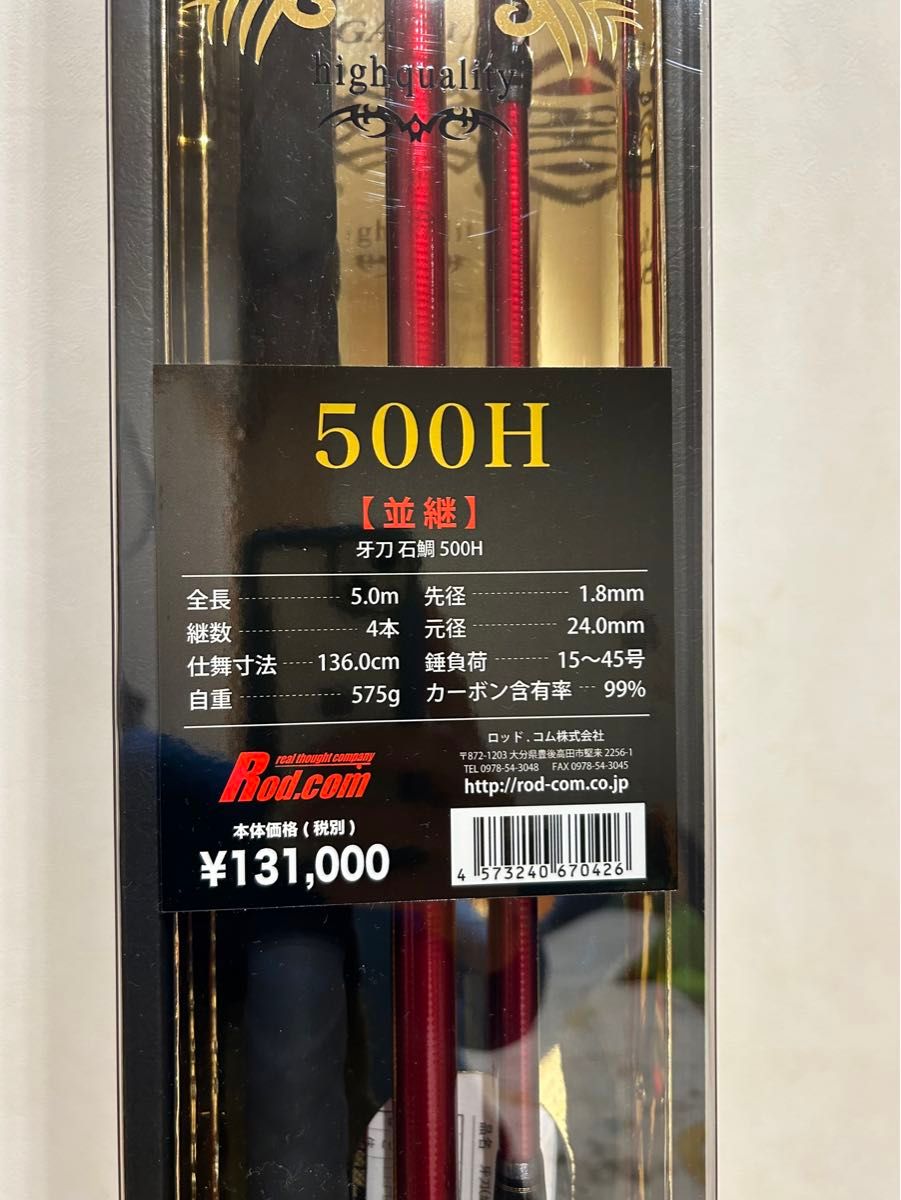 high quality
500H
【並継】
牙刀 石鯛 500H
全長 5.0m
継数 4本
仕舞寸法 136.0cm
自重 575g
先径 1.8mm
元径 24.0mm
錘負荷 15〜45号
カーボン含有率 99%
real thought company
Rod.com
本体価格(税別)
¥131,000
ロッド.コム株式会社
〒872-1203 大分県豊後高田市堅来 2256-1
TEL 0978-54-3048 FAX 0978-54-3045
http://rod-com.co.jp
4 573240 670426
品名 牙刀